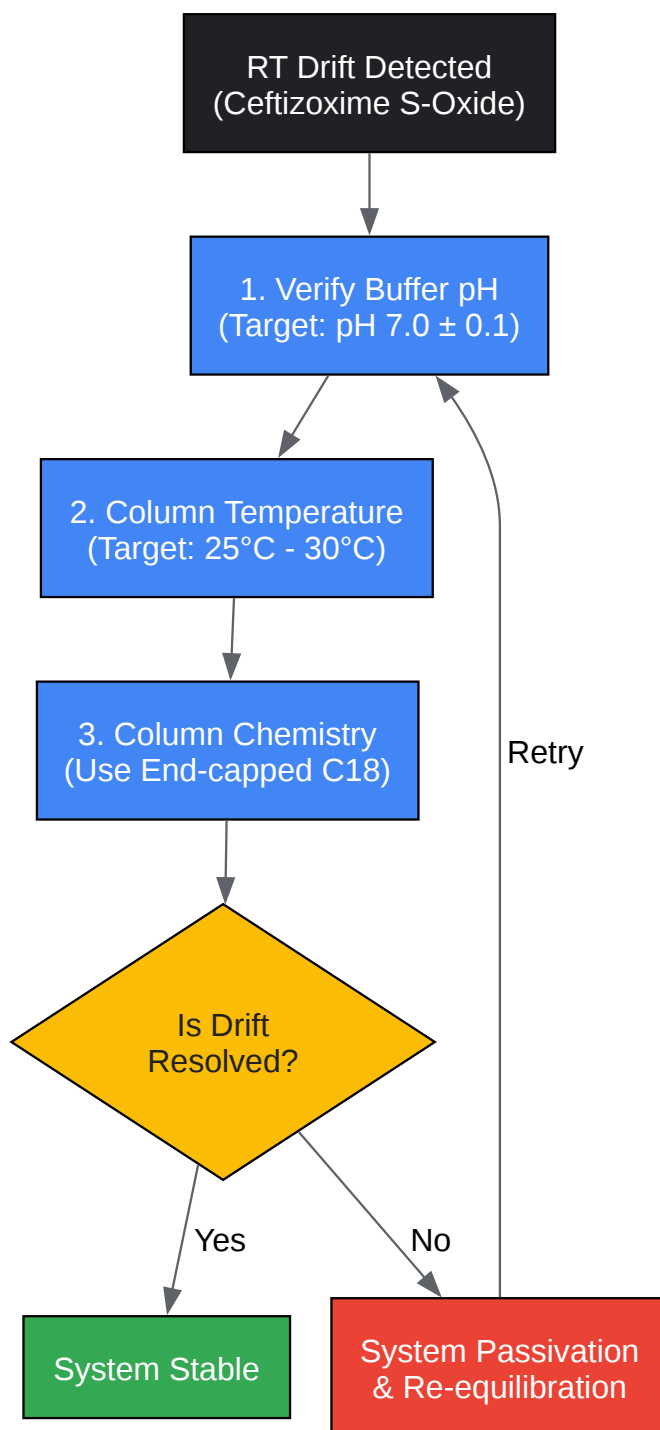 RT Drift Detected
(Ceftizoxime S-Oxide)
1. Verify Buffer pH
(Target: pH 7.0 ± 0.1)
2. Column Temperature
(Target: 25°C - 30°C)
3. Column Chemistry
(Use End-capped C18)
Retry
Is Drift
Resolved?
Yes
No
System Stable
System Passivation
& Re-equilibration